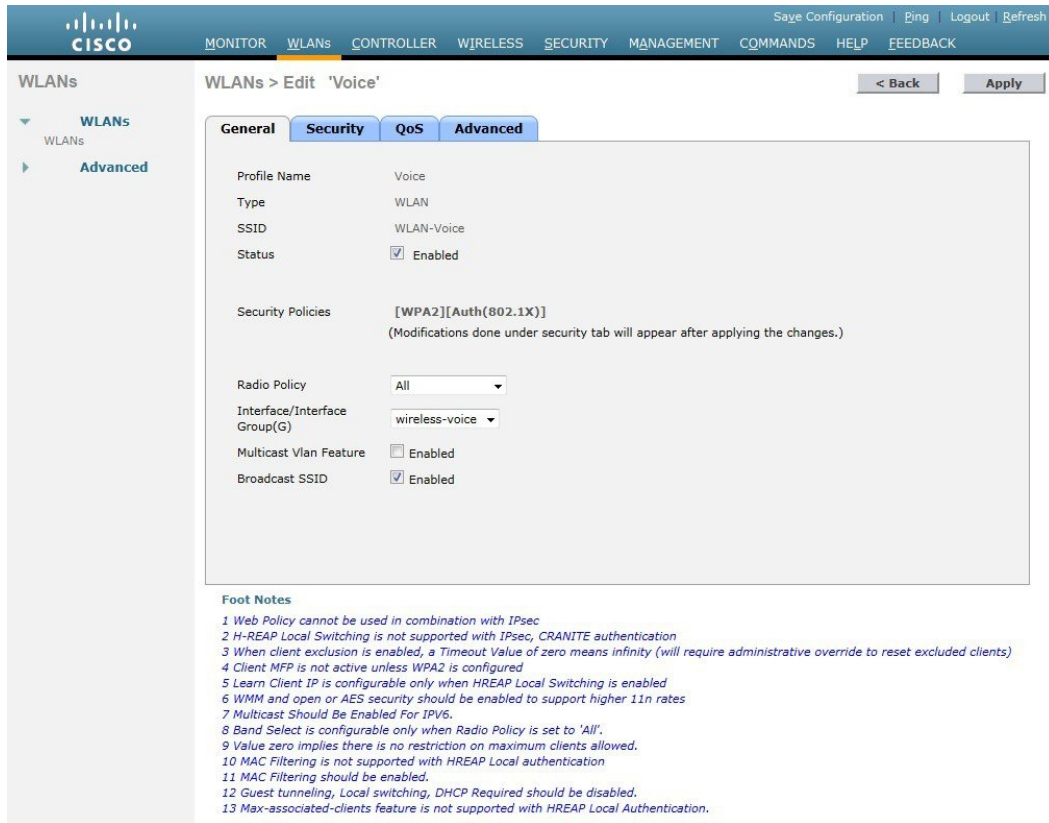 Save Configuration | Ping | Logout | Refresh
CISCO
MONITOR WLANs CONTROLLER WIRELESS SECURITY MANAGEMENT COMMANDS HELP FEEDBACK
WLANs
WLANs > Edit 'Voice'
< Back
Apply
WLANs
WLANs
Advanced
General Security QoS Advanced
Profile Name Voice
Type WLAN
SSID WLAN-Voice
Status Enabled
Security Policies [WPA2][Auth(802.1X)]
(Modifications done under security tab will appear after applying the changes.)
Radio Policy All
Interface/Interface
Group(G) wireless-voice
Multicast Vlan Feature Enabled
Broadcast SSID Enabled
Foot Notes
1 Web Policy cannot be used in combination with IPsec
2 H-REAP Local Switching is not supported with IPsec, CRANITE authentication
3 When client exclusion is enabled, a Timeout Value of zero means infinity (will require administrative override to reset excluded clients)
4 Client MFP is not active unless WPA2 is configured
5 Learn Client IP is configurable only when HREAP Local Switching is enabled
6 WMM and open or AES security should be enabled to support higher 11n rates
7 Multicast Should Be Enabled For IPV6.
8 Band Select is configurable only when Radio Policy is set to 'All'.
9 Value zero implies there is no restriction on maximum clients allowed.
10 MAC Filtering is not supported with HREAP Local authentication
11 MAC Filtering should be enabled.
12 Guest tunneling, Local switching, DHCP Required should be disabled.
13 Max-associated-clients feature is not supported with HREAP Local Authentication.